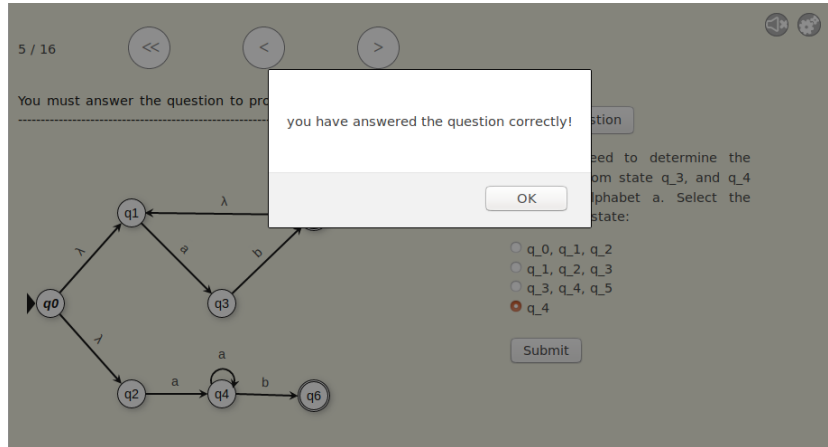 5 / 16
<<
<
>
You must answer the question to pro
you have answered the question correctly!
OK
stion
eed to determine the
om state q_3, and q_4
lphabet a. Select the
state:
q_0, q_1, q_2
q_1, q_2, q_3
q_3, q_4, q_5
q_4
Submit
λ
q1
λ
a
b
q0
q3
λ
a
a
b
q2
q4
q6